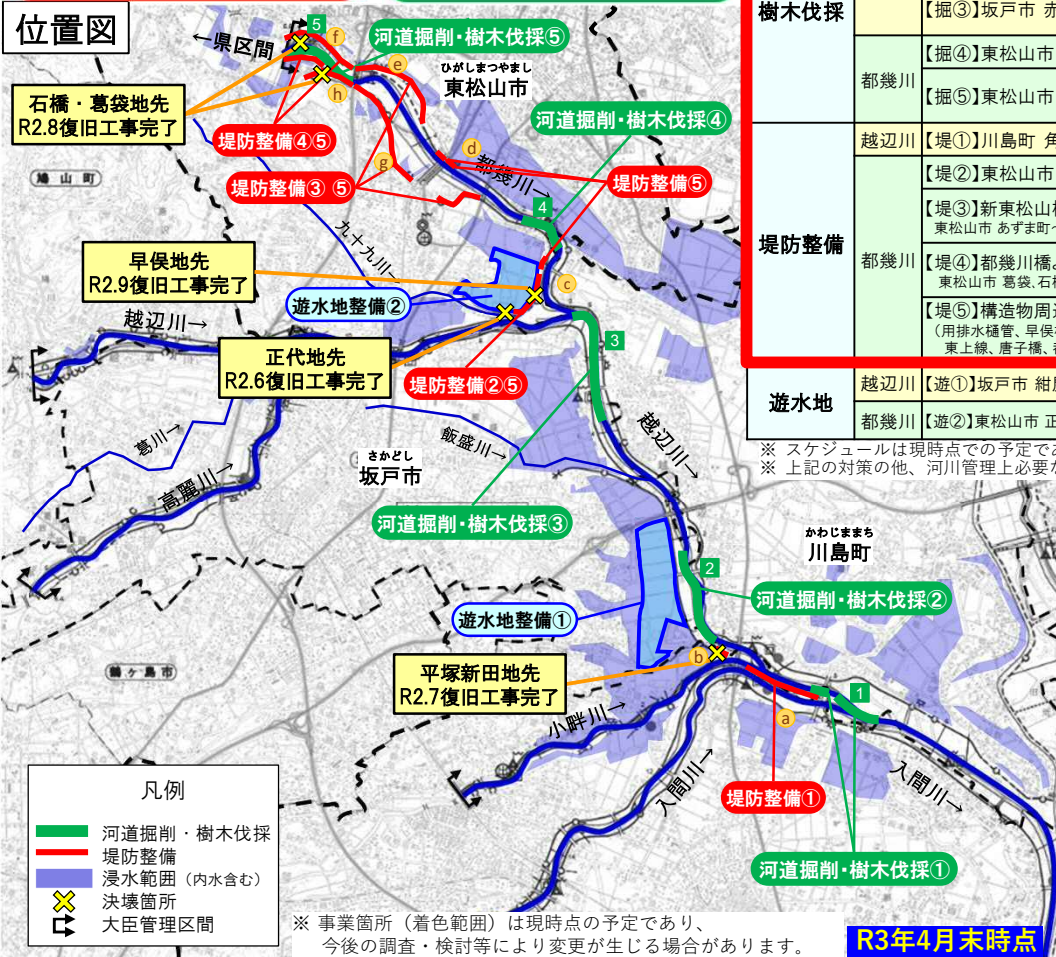 位置図
←県区間
5
f
河道掘削・樹木伐採⑤
e
ひがしまつやまし
東松山市
石橋・葛袋地先
R2.8復旧工事完了
h
堤防整備④⑤
河道掘削・樹木伐採④
d
都幾川→
g
鳩山町
堤防整備③ ⑤
堤防整備⑤
4
九十九川→
早俣地先
R2.9復旧工事完了
c
遊水地整備②
越辺川→
3
正代地先
R2.6復旧工事完了
堤防整備②⑤
葛川→
飯盛川→
越辺川→
さかどし
坂戸市
高麗川→
河道掘削・樹木伐採③
かわじままち
川島町
2
河道掘削・樹木伐採②
遊水地整備①
b
平塚新田地先
R2.7復旧工事完了
鶴ヶ島市
1
a
小畔川→
入間川→
入間川→
堤防整備①
河道掘削・樹木伐採①
凡例
河道掘削・樹木伐採
堤防整備
浸水範囲（内水含む）
決壊箇所
大臣管理区間
※ 事業箇所（着色範囲）は現時点の予定であり、
今後の調査・検討等により変更が生じる場合があります。
R3年4月末時点
樹木伐採
【掘③】坂戸市 赤
都幾川
【掘④】東松山市
【掘⑤】東松山市
堤防整備
越辺川
【堤①】川島町 角
都幾川
【堤②】東松山市
【堤③】新東松山橋
東松山市 あずま町～
【堤④】都幾川橋
東松山市 葛袋、石橋
【堤⑤】構造物周辺
（用排水樋管、早俣
東上線、唐子橋、
遊水地
越辺川
【遊①】坂戸市 紺屋
都幾川
【遊②】東松山市 正
※ スケジュールは現時点での予定であ
※ 上記の対策の他、河川管理上必要な